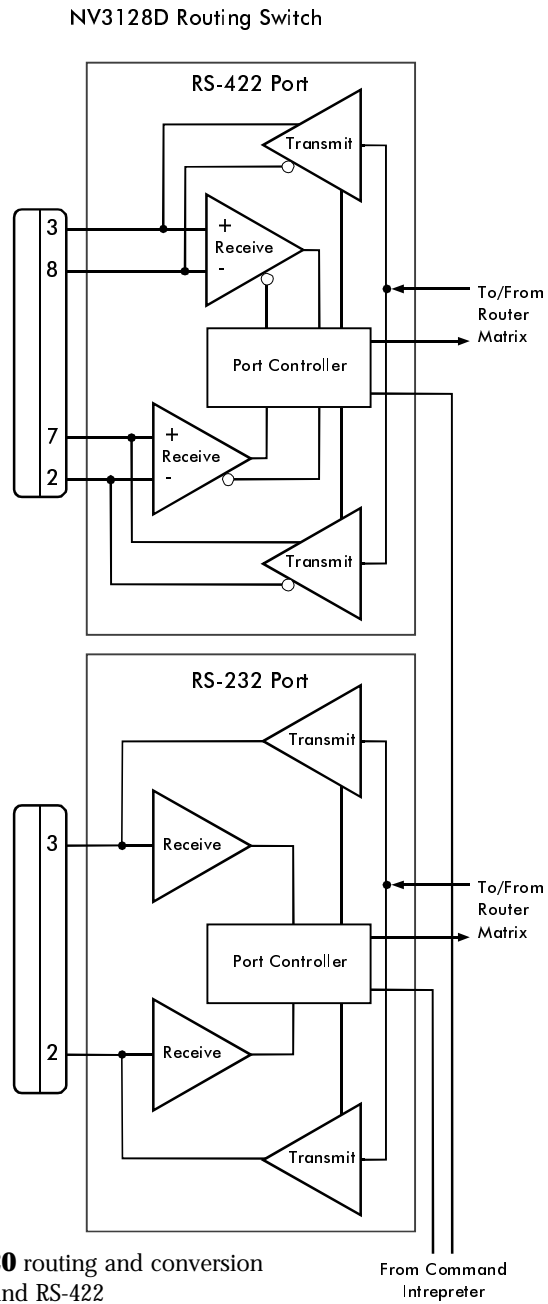 NV3128D Routing Switch
RS-422 Port
Transmit
3
+
Receive
8
-
To/From
Router
Matrix
Port Controller
7
+
Receive
2
-
Transmit
RS-232 Port
Transmit
3
Receive
To/From
Router
Matrix
Port Controller
2
Receive
Transmit
0 routing and conversion
nd RS-422
From Command
Intrepreter